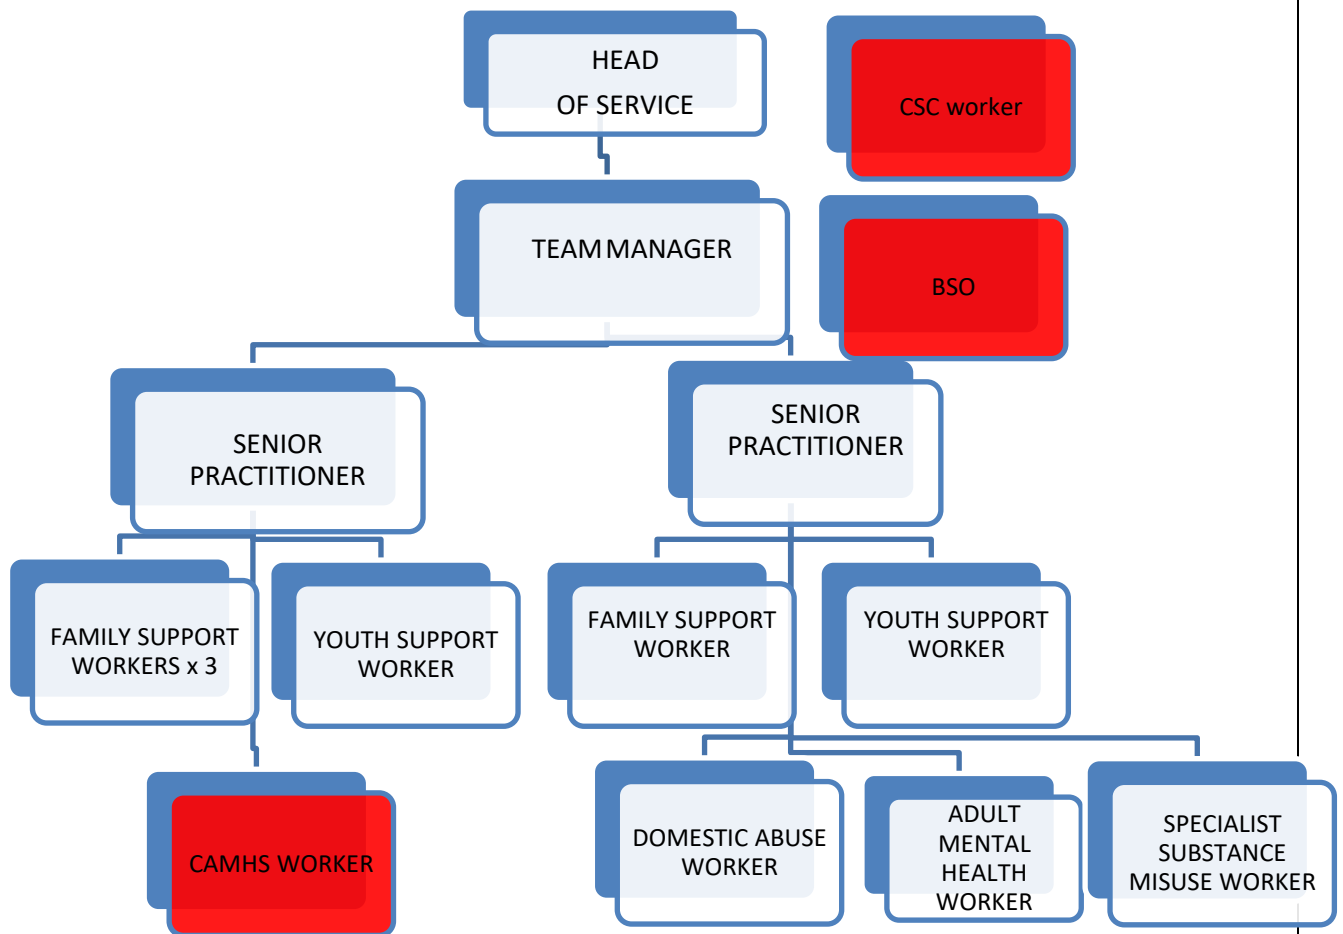 HEAD
OF SERVICE
CSC worker
TEAM MANAGER
BSO
SENIOR
PRACTITIONER
SENIOR
PRACTITIONER
FAMILY SUPPORT
WORKERS x 3
YOUTH SUPPORT
WORKER
FAMILY SUPPORT
WORKER
YOUTH SUPPORT
WORKER
CAMHS WORKER
DOMESTIC ABUSE
WORKER
ADULT
MENTAL
HEALTH
WORKER
SPECIALIST
SUBSTANCE
MISUSE WORKER